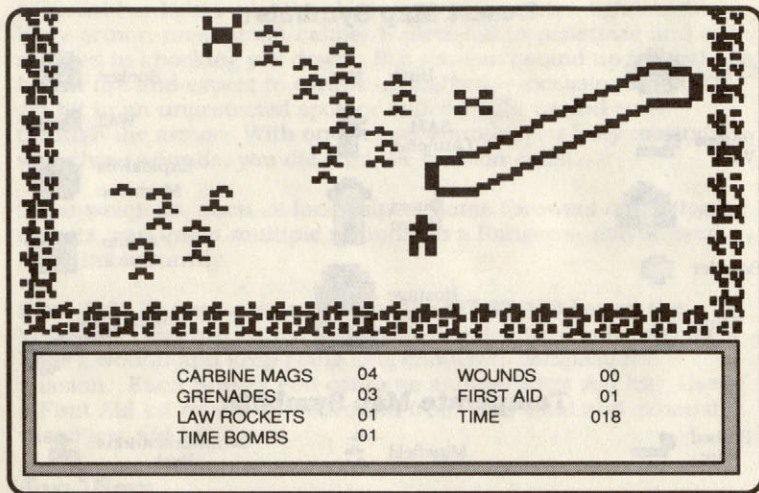 CARBINE MAGS 04 WOUNDS 00
GRENADES 03 FIRST AID 01
LAW ROCKETS 01 TIME 018
TIME BOMBS 01